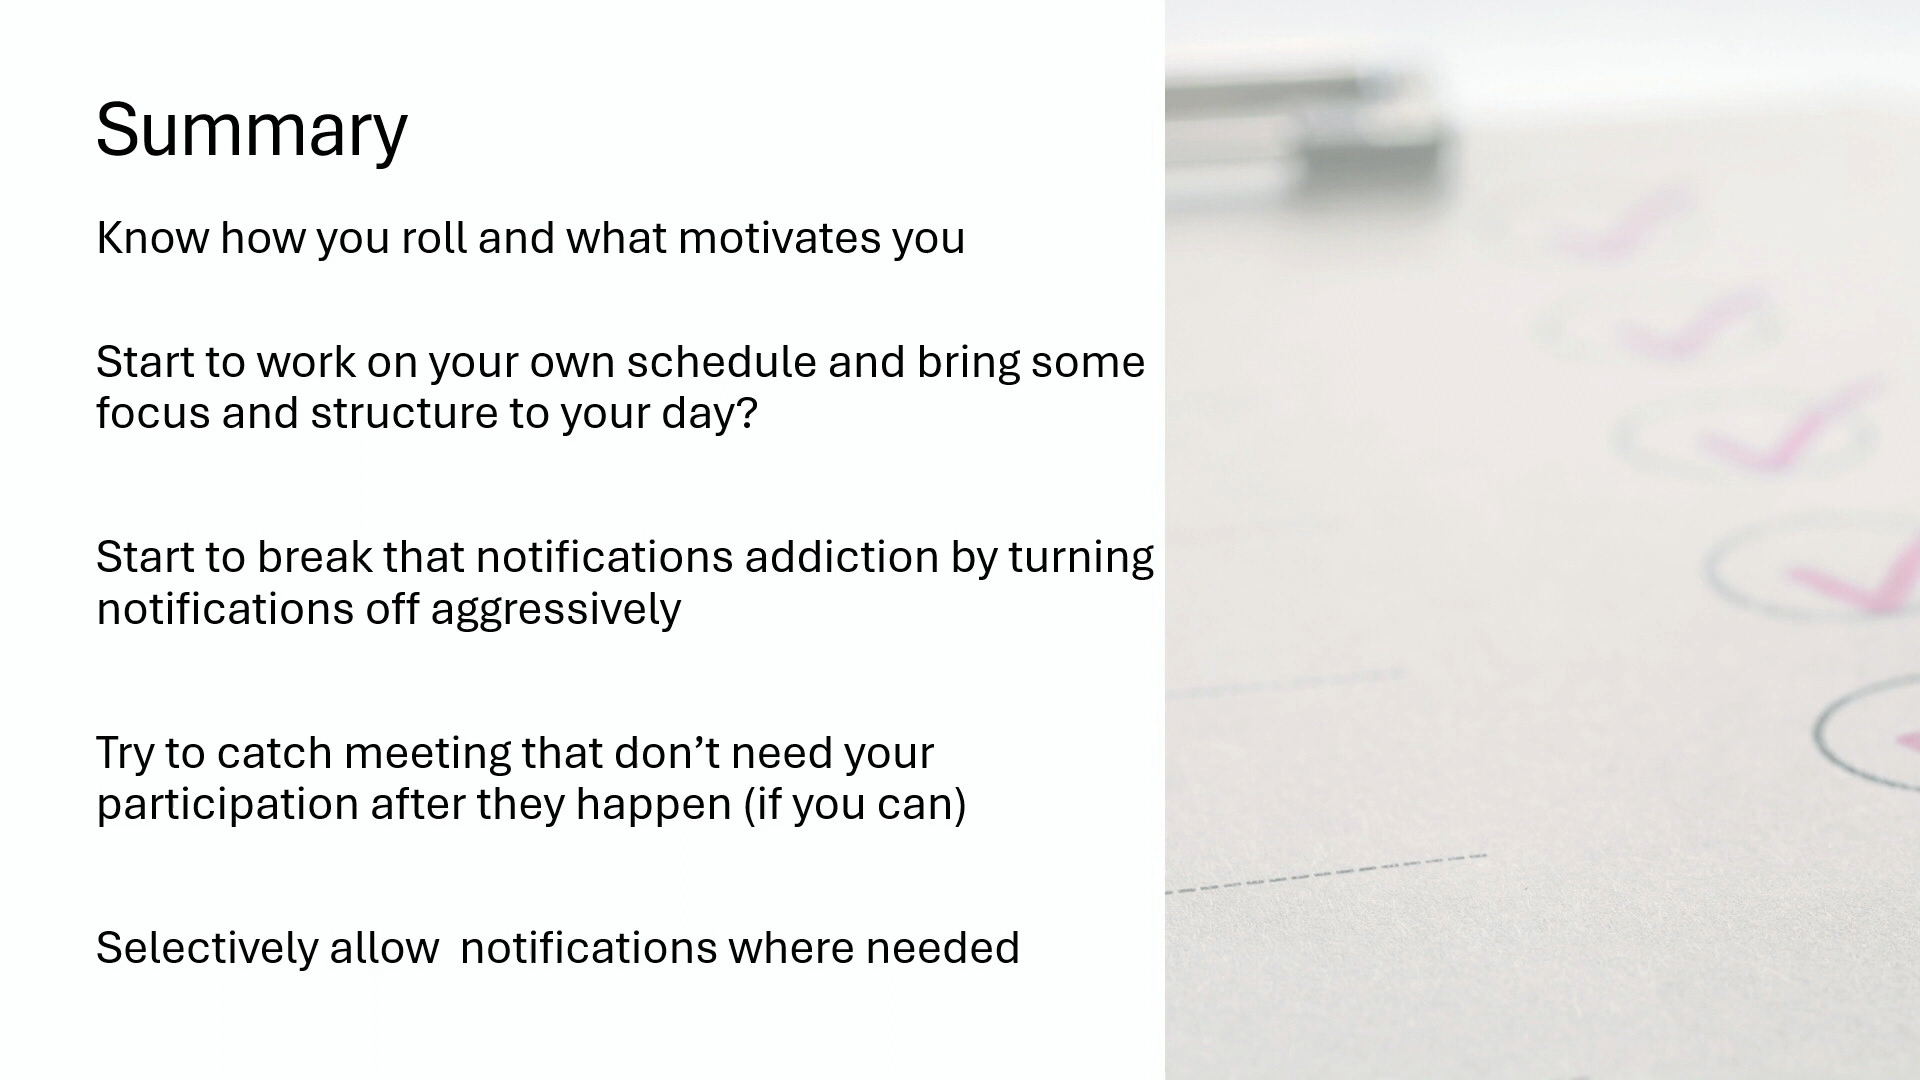 Summary
Know how you roll and what motivates you
Start to work on your own schedule and bring some
focus and structure to your day?
Start to break that notifications addiction by turning
notifications off aggressively
Try to catch meeting that don’t need your
participation after they happen (if you can)
Selectively allow  notifications where needed